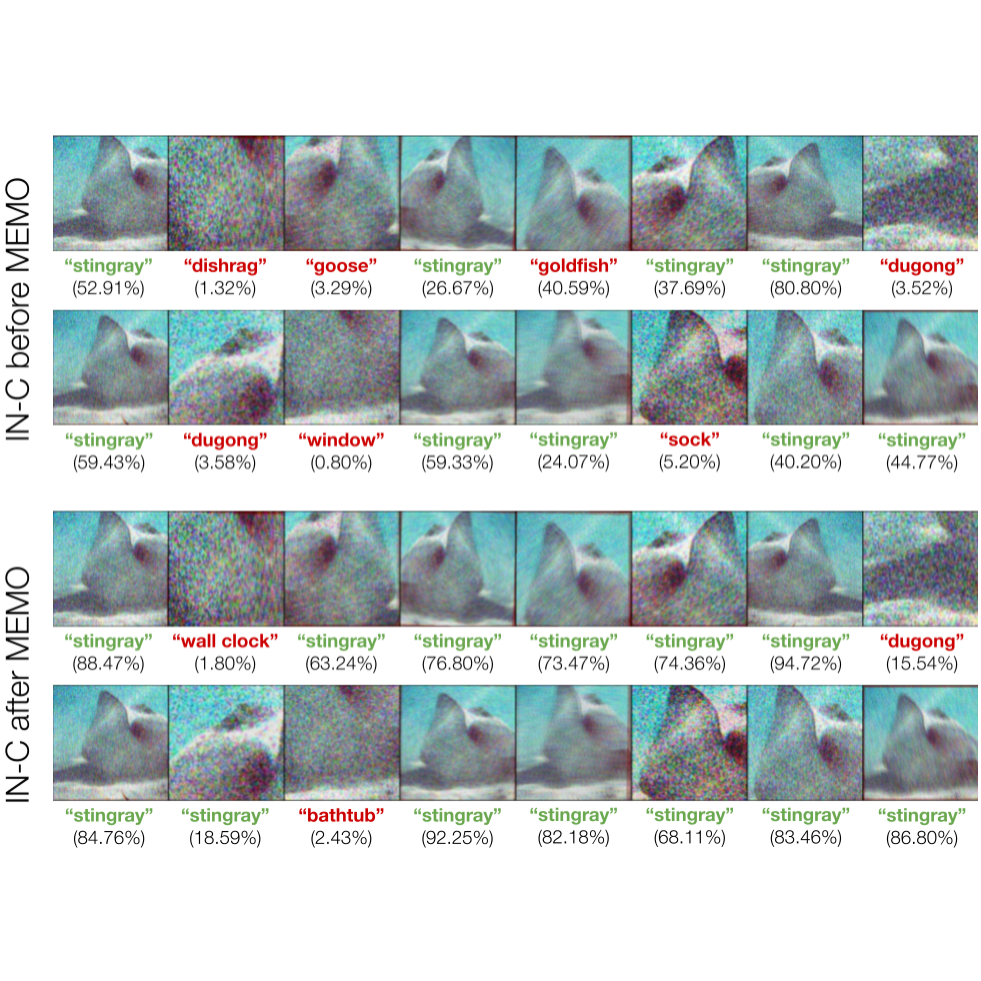 IN-C before MEMO
“stingray” “dishrag” “goose” “stingray” “goldfish” “stingray” “stingray” “dugong”
(52.91%) (1.32%) (3.29%) (26.67%) (40.59%) (37.69%) (80.80%) (3.52%)
“stingray” “dugong” “window” “stingray” “stingray” “sock” “stingray” “stingray”
(59.43%) (3.58%) (0.80%) (59.33%) (24.07%) (5.20%) (40.20%) (44.77%)
IN-C after MEMO
“stingray” “wall clock” “stingray” “stingray” “stingray” “stingray” “stingray” “dugong”
(88.47%) (1.80%) (63.24%) (76.80%) (73.47%) (74.36%) (94.72%) (15.54%)
“stingray” “stingray” “bathtub” “stingray” “stingray” “stingray” “stingray” “stingray”
(84.76%) (18.59%) (2.43%) (92.25%) (82.18%) (68.11%) (83.46%) (86.80%)